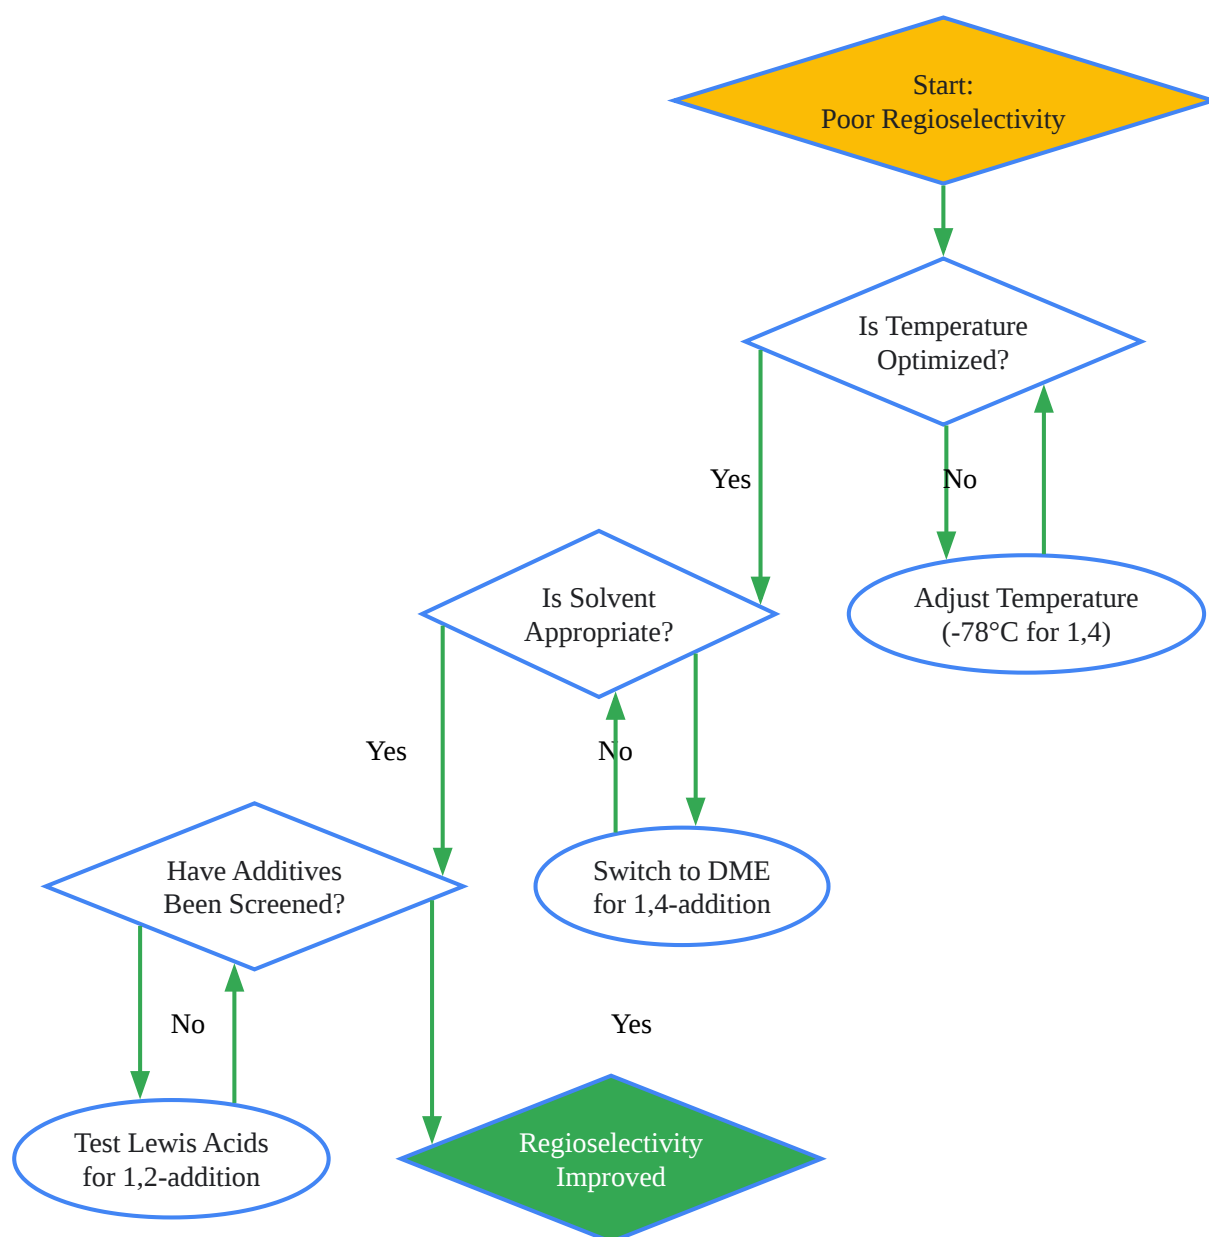 Start:
Poor Regioselectivity
Is Temperature
Optimized?
Yes
No
Is Solvent
Appropriate?
Adjust Temperature
(-78°C for 1,4)
Yes
No
Have Additives
Been Screened?
Switch to DME
for 1,4-addition
No
Yes
Test Lewis Acids
for 1,2-addition
Regioselectivity
Improved